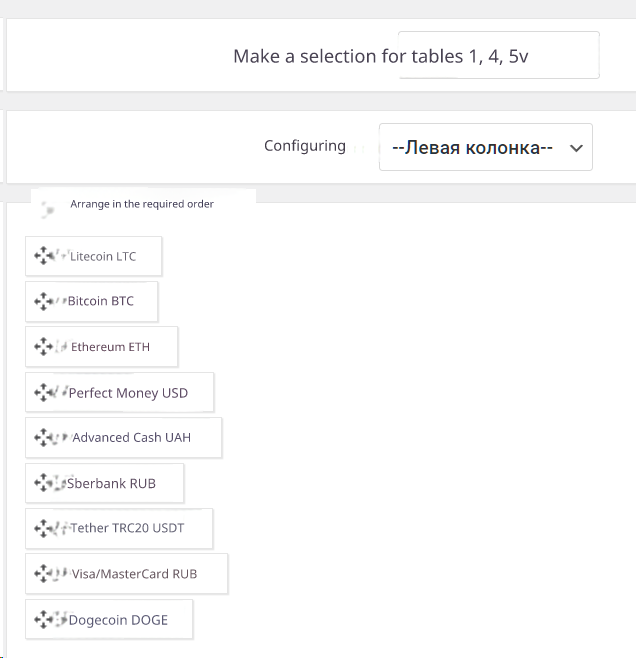 Make a selection for tables 1, 4, 5v
Configuring --Левая колонка--
Arrange in the required order
Litecoin LTC
Bitcoin BTC
Ethereum ETH
Perfect Money USD
Advanced Cash UAH
Sberbank RUB
Tether TRC20 USDT
Visa/MasterCard RUB
Dogecoin DOGE